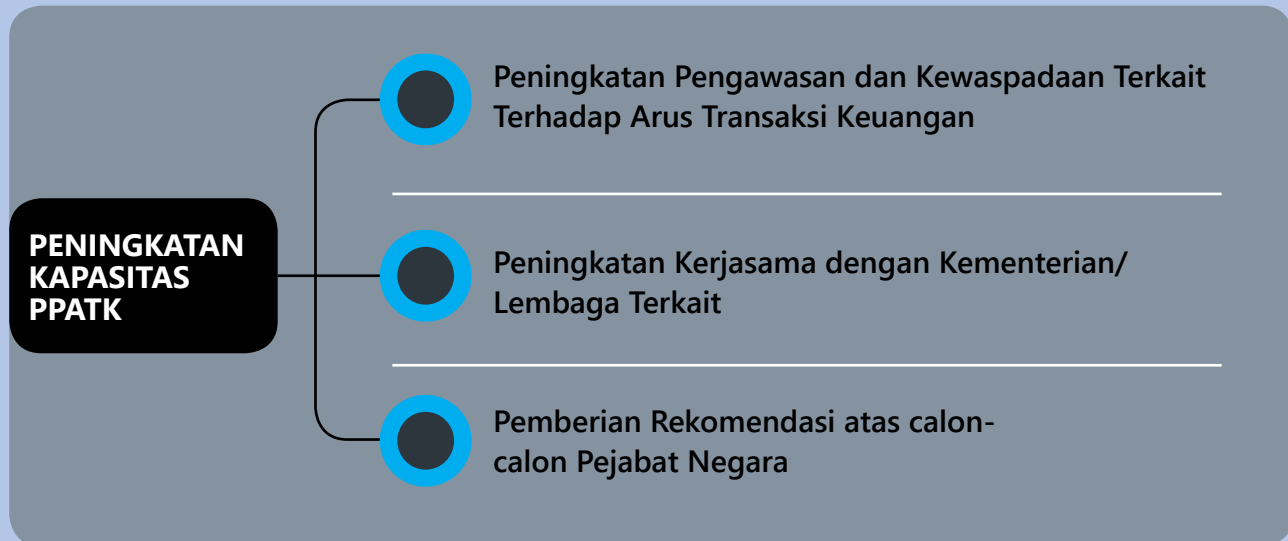 PENINGKATAN
KAPASITAS
PPATK
Peningkatan Pengawasan dan Kewaspadaan Terkait
Terhadap Arus Transaksi Keuangan
Peningkatan Kerjasama dengan Kementerian/
Lembaga Terkait
Pemberian Rekomendasi atas calon-
calon Pejabat Negara